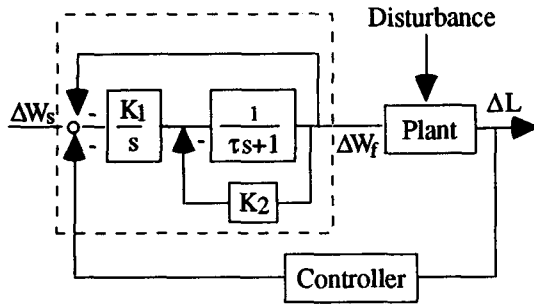 Disturbance
ΔWs
-
-
-
K1
s
-
1
τs+1
K2
ΔWf
Plant
ΔL
Controller